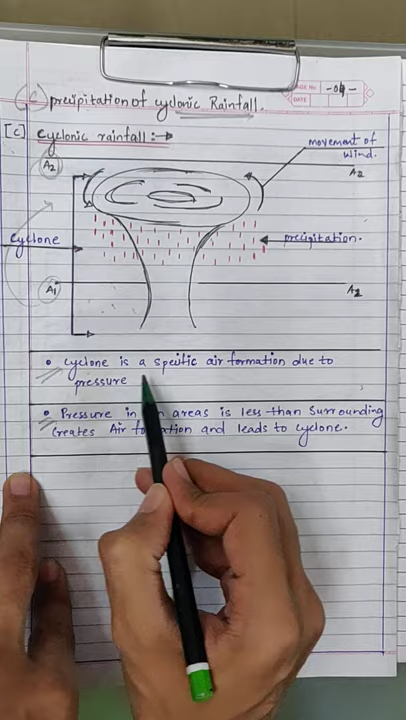 PAGE No -04-
DATE
C) precipitation of cyclonic Rainfall.
[C] cyclonic rainfall:→
movement of
wind.
A2 A2
cyclone
precipitation.
A1 A1
• cyclone is a specific air formation due to
pressure
• Pressure in areas is less than surrounding
creates Air formation and leads to cyclone.